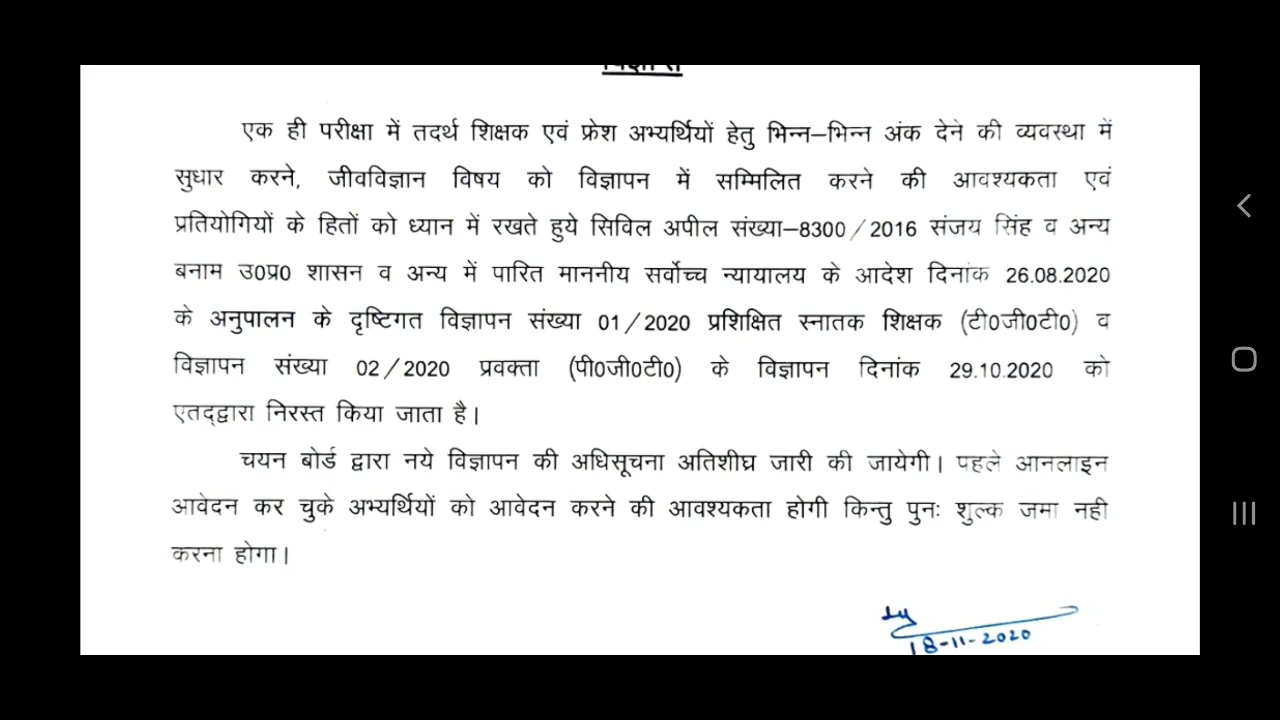 एक ही परीक्षा में तदर्थ शिक्षक एवं फ्रेश अभ्यर्थियों हेतु भिन्न–भिन्न अंक देने की व्यवस्था में
सुधार करने, जीवविज्ञान विषय को विज्ञापन में सम्मिलित करने की आवश्यकता एवं
प्रतियोगियों के हितों को ध्यान में रखते हुये सिविल अपील संख्या–8300/2016 संजय सिंह व अन्य
बनाम उ0प्र0 शासन व अन्य में पारित माननीय सर्वोच्च न्यायालय के आदेश दिनांक 26.08.2020
के अनुपालन के दृष्टिगत विज्ञापन संख्या 01/2020 प्रशिक्षित स्नातक शिक्षक (टी0जी0टी0) व
विज्ञापन संख्या 02/2020 प्रवक्ता (पी0जी0टी0) के विज्ञापन दिनांक 29.10.2020 को
एतद्द्वारा निरस्त किया जाता है।
चयन बोर्ड द्वारा नये विज्ञापन की अधिसूचना अतिशीघ्र जारी की जायेगी। पहले आनलाइन
आवेदन कर चुके अभ्यर्थियों को आवेदन करने की आवश्यकता होगी किन्तु पुनः शुल्क जमा नही
करना होगा।
18-11-2020